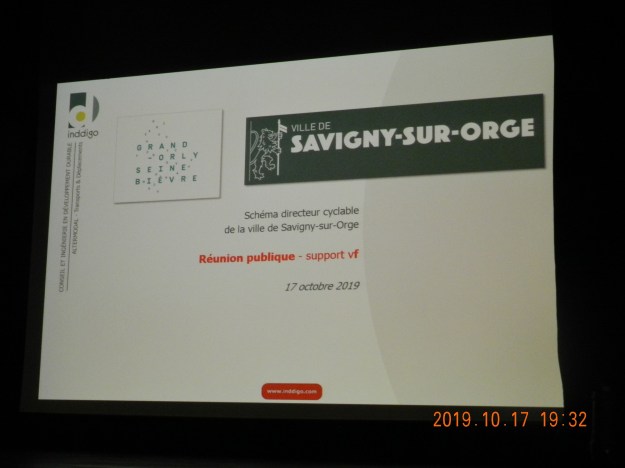 inddigo
CONSEIL ET INGÉNIERIE EN DÉVELOPPEMENT DURABLE
ALTERMODAL - Transports & Déplacements
GRAND
-ORLY
SEINE
BIÈVRE
VILLE DE
SAVIGNY-SUR-ORGE
Schéma directeur cyclable
de la ville de Savigny-sur-Orge
Réunion publique - support vf
17 octobre 2019
www.inddigo.com
2019.10.17 19:32